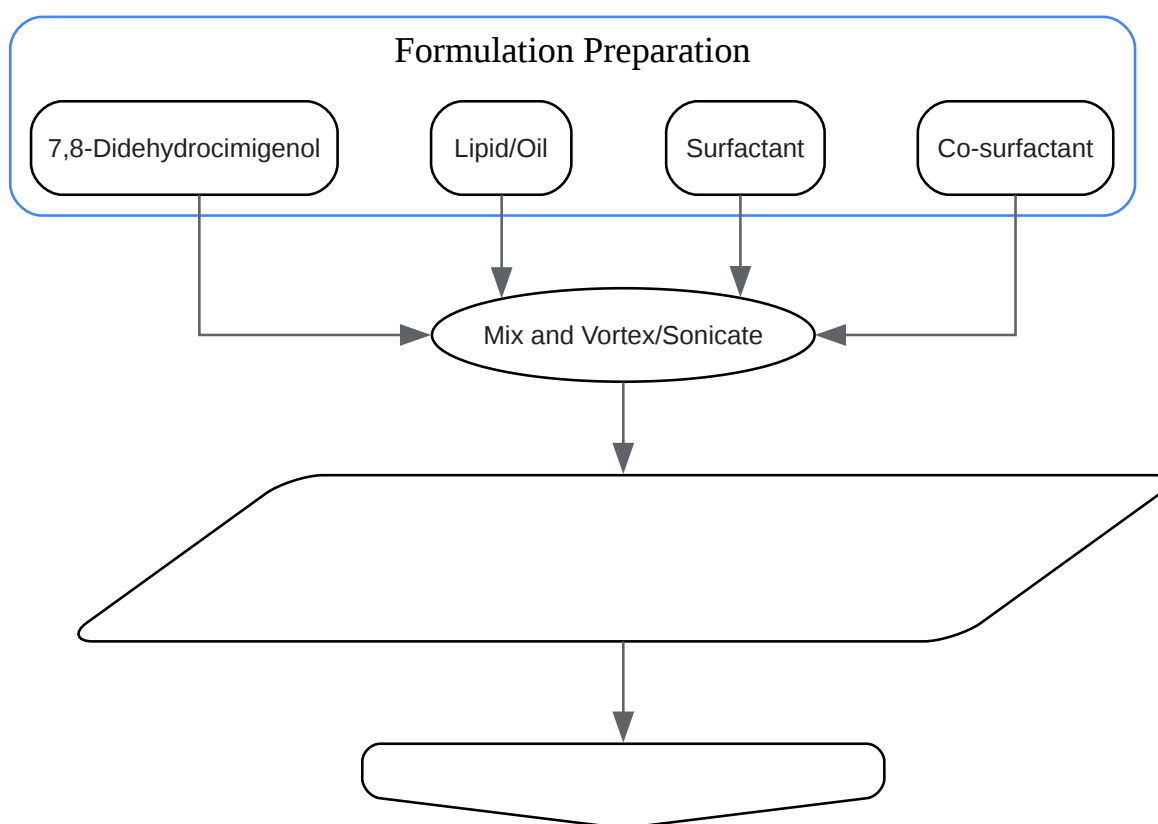 Formulation Preparation
7,8-Didehydrocimigenol
Lipid/Oil
Surfactant
Co-surfactant
Mix and Vortex/Sonicate